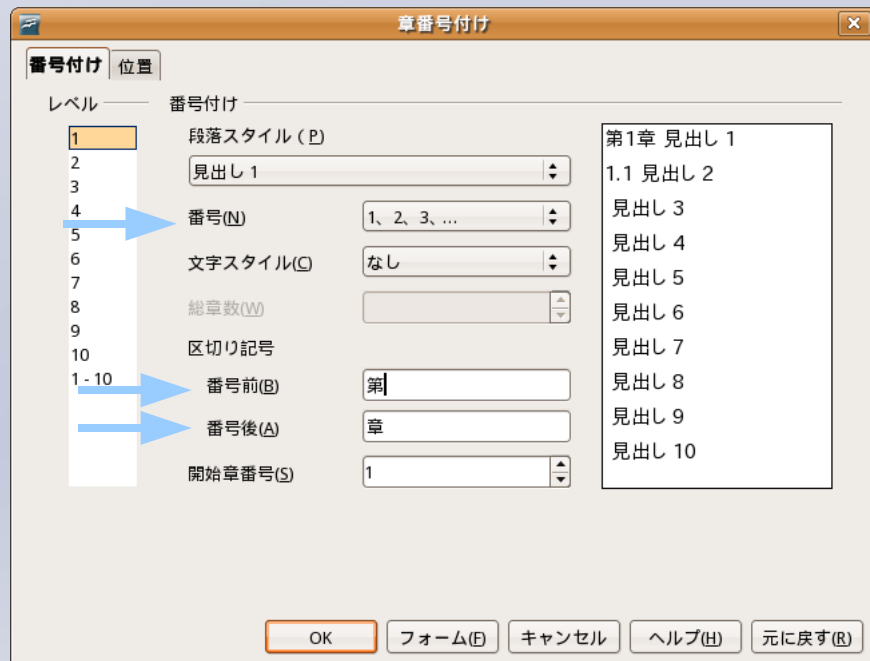 章番号付け
番号付け 位置
レベル
1
2
3
4
5
6
7
8
9
10
1 - 10
番号付け
段落スタイル ( P)
見出し 1
番号(N) 1、2、3、...
文字スタイル(C) なし
総章数(W)
区切り記号
番号前(B) 第
番号後(A) 章
開始章番号(S) 1
第1章 見出し 1
1.1 見出し 2
見出し 3
見出し 4
見出し 5
見出し 6
見出し 7
見出し 8
見出し 9
見出し 10
OK フォーム(F) キャンセル ヘルプ(H) 元に戻す(R)